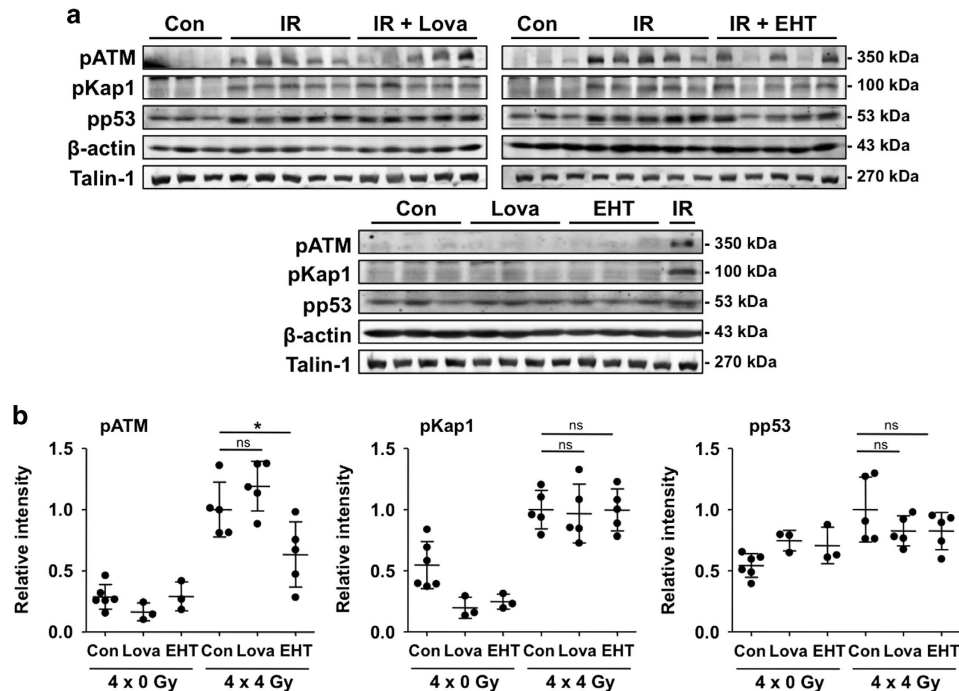 a
Con IR IR + Lova Con IR IR + EHT
pATM - 350 kDa
pKap1 - 100 kDa
pp53 - 53 kDa
β-actin - 43 kDa
Talin-1 - 270 kDa
Con Lova EHT IR
pATM - 350 kDa
pKap1 - 100 kDa
pp53 - 53 kDa
β-actin - 43 kDa
Talin-1 - 270 kDa
b
pATM
Relative intensity
1.5
1.0
0.5
0.0
*
ns
Con Lova EHT Con Lova EHT
4 x 0 Gy 4 x 4 Gy
pKap1
Relative intensity
1.5
1.0
0.5
0.0
ns
ns
Con Lova EHT Con Lova EHT
4 x 0 Gy 4 x 4 Gy
pp53
Relative intensity
1.5
1.0
0.5
0.0
ns
ns
Con Lova EHT Con Lova EHT
4 x 0 Gy 4 x 4 Gy